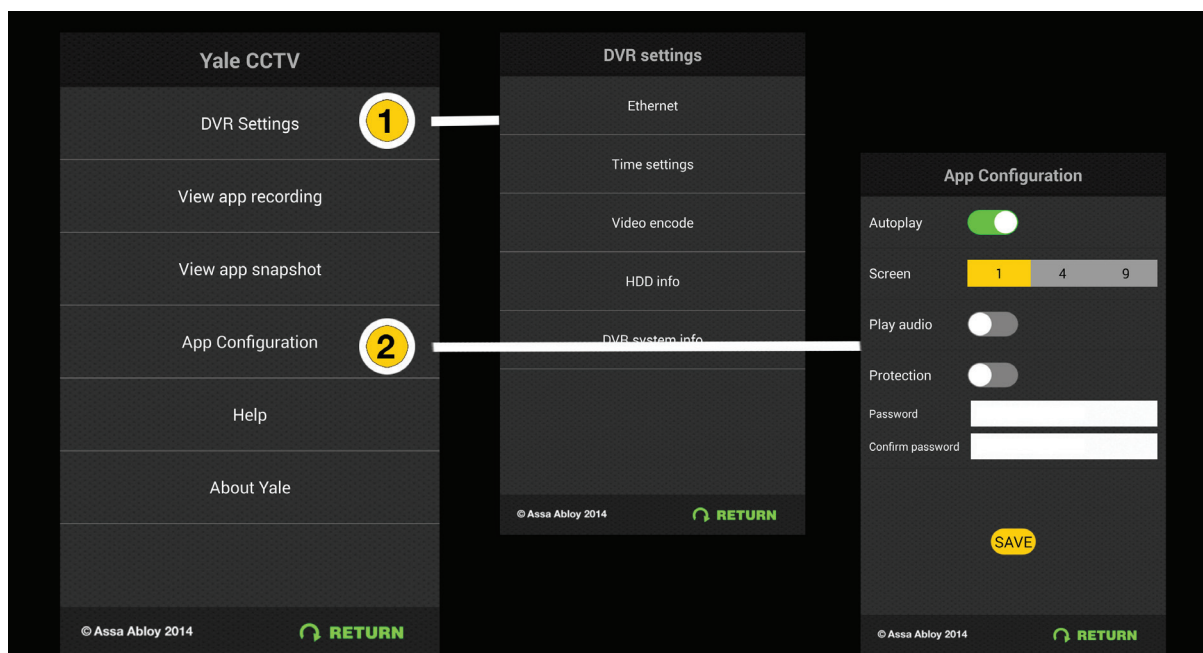 Yale CCTV
DVR Settings
1
View app recording
View app snapshot
App Configuration
2
Help
About Yale
© Assa Abloy 2014
RETURN
DVR settings
Ethernet
Time settings
Video encode
HDD info
DVR system info
© Assa Abloy 2014
RETURN
App Configuration
Autoplay
Screen 1 4 9
Play audio
Protection
Password
Confirm password
SAVE
© Assa Abloy 2014
RETURN